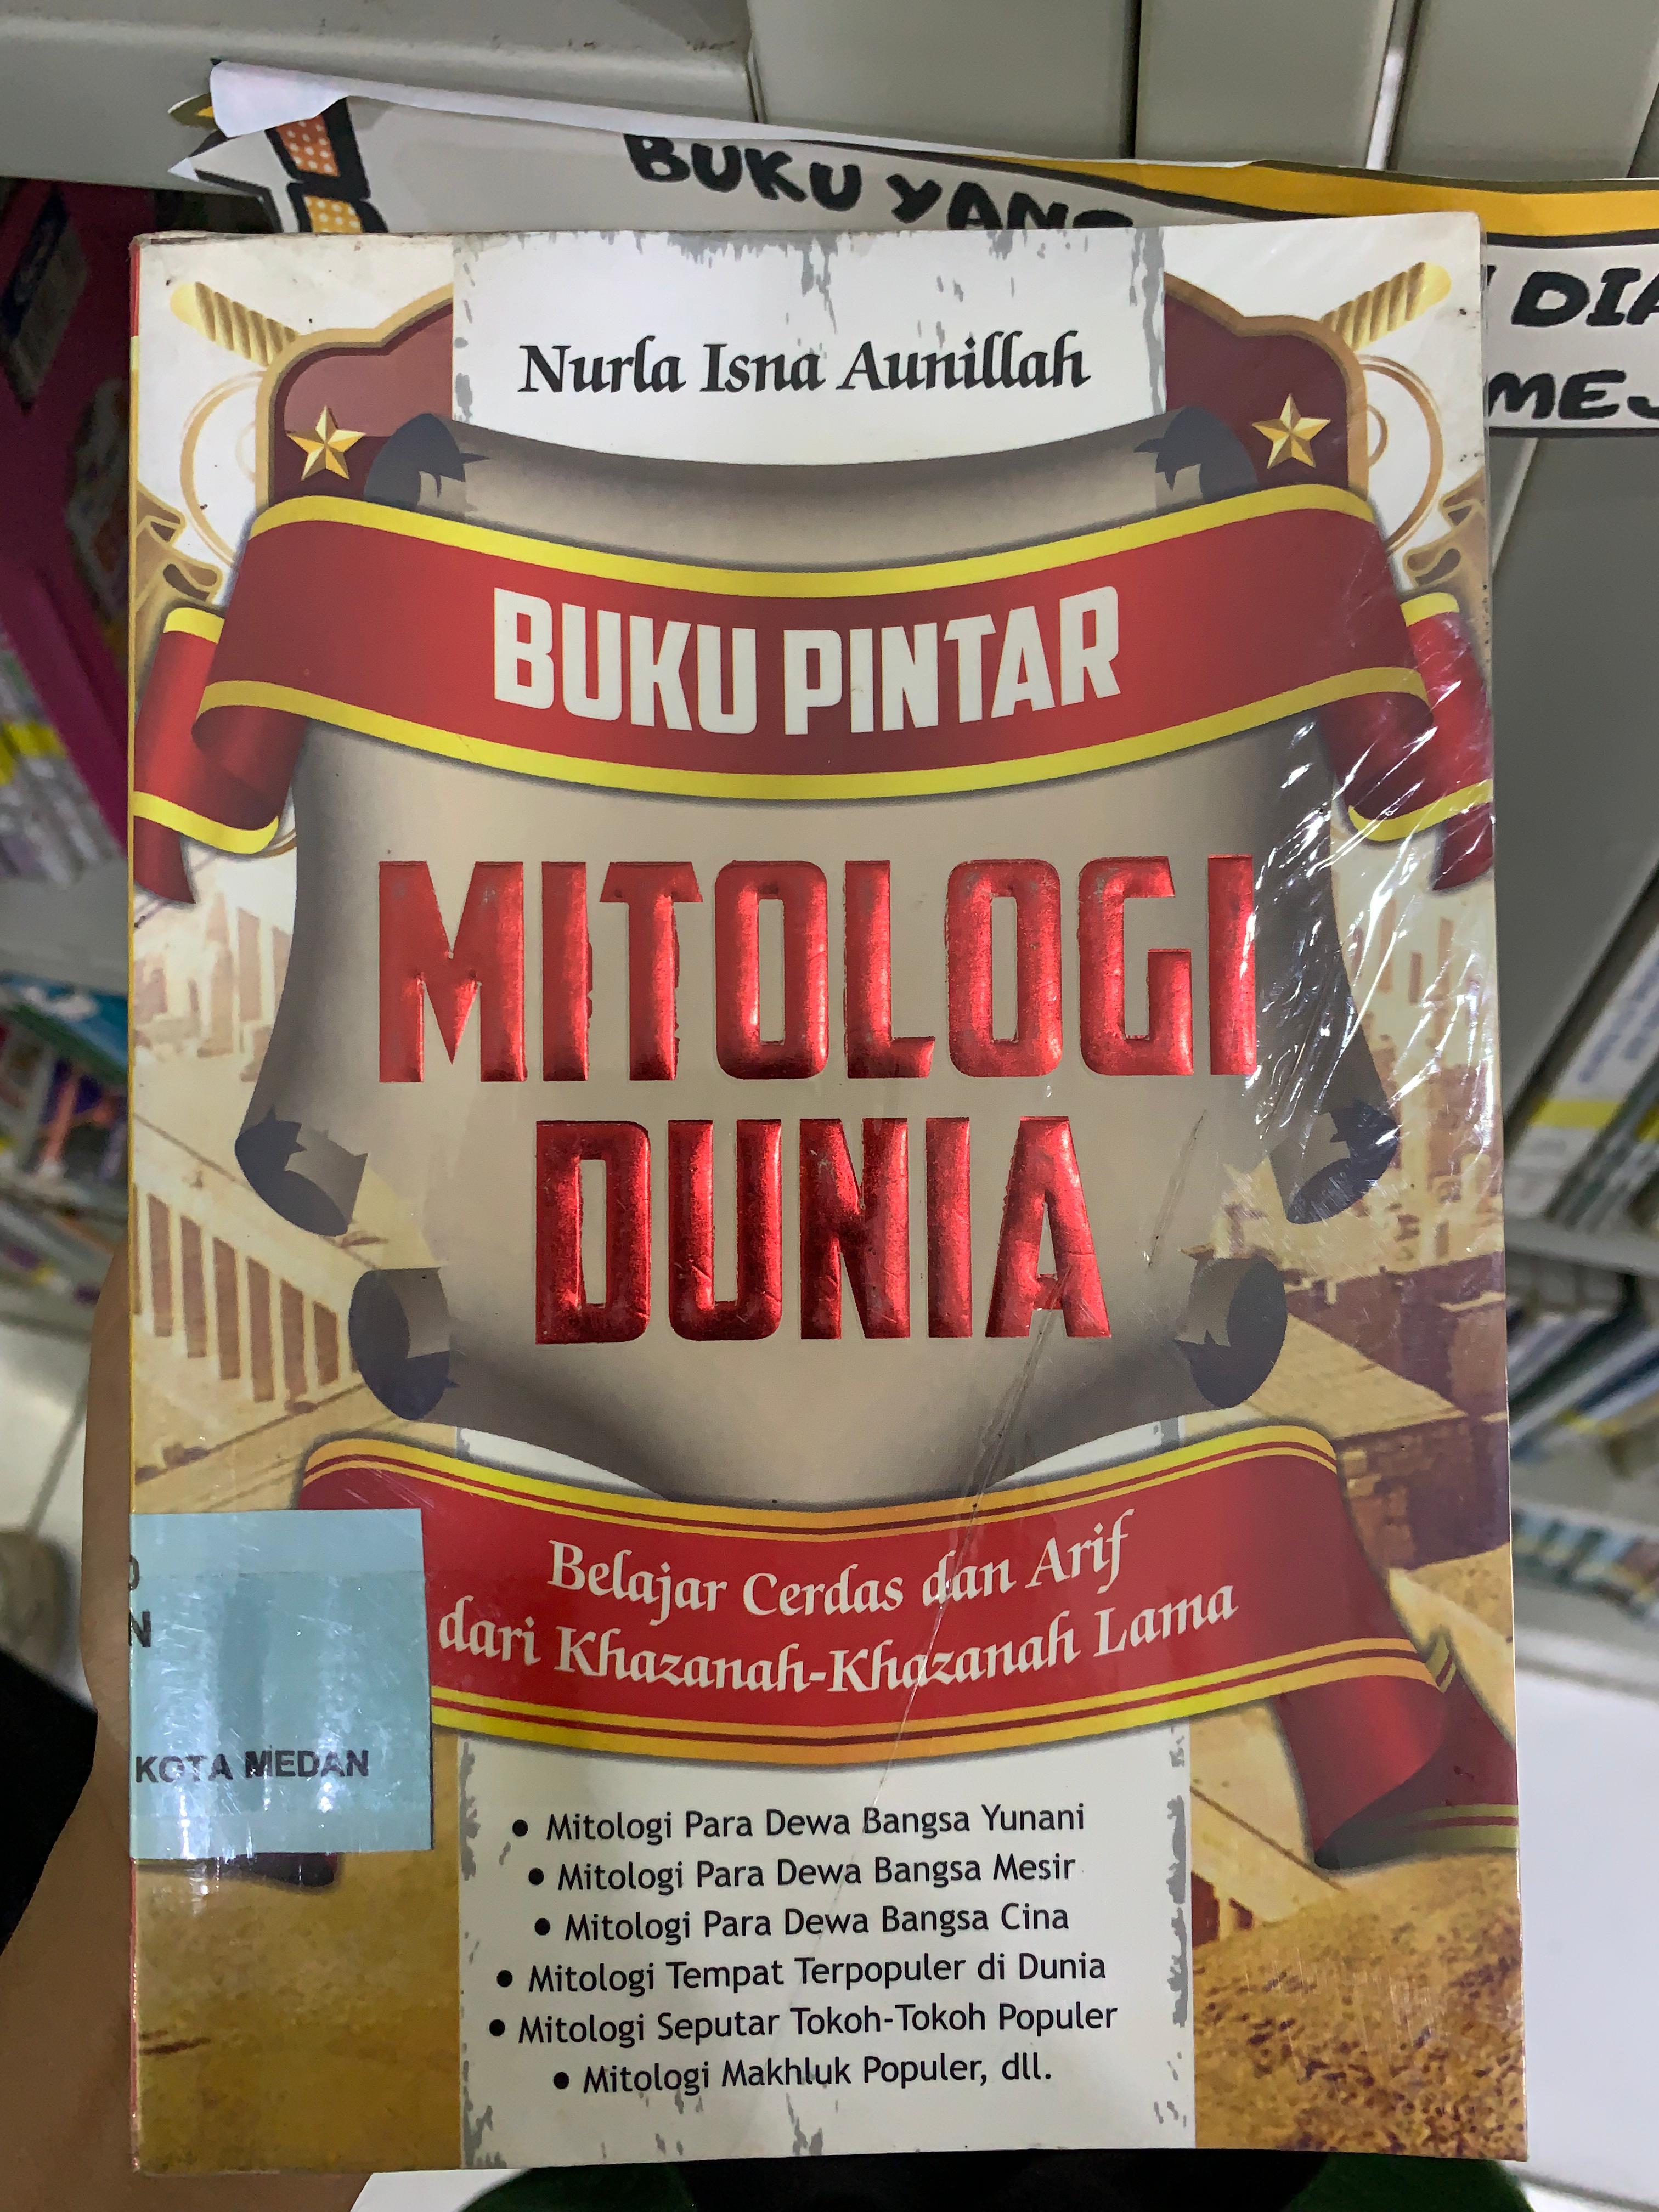 BUKU YANG
DIA
MEJ
Nurla Isna Aunillah
BUKU PINTAR
MITOLOGI
DUNIA
Belajar Cerdas dan Arif
dari Khazanah-Khazanah Lama
N
KOTA MEDAN
• Mitologi Para Dewa Bangsa Yunani
• Mitologi Para Dewa Bangsa Mesir
• Mitologi Para Dewa Bangsa Cina
• Mitologi Tempat Terpopuler di Dunia
• Mitologi Seputar Tokoh-Tokoh Populer
• Mitologi Makhluk Populer, dll.